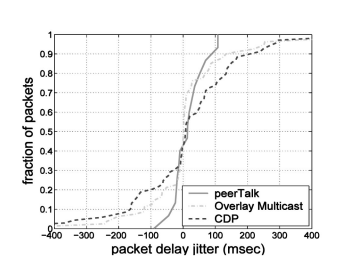 1
0.9
0.8
0.7
0.6
0.5
0.4
0.3
0.2
0.1
0
fraction of packets
peerTalk
Overlay Multicast
CDP
−400 −300 −200 −100 0 100 200 300 400
packet delay jitter (msec)